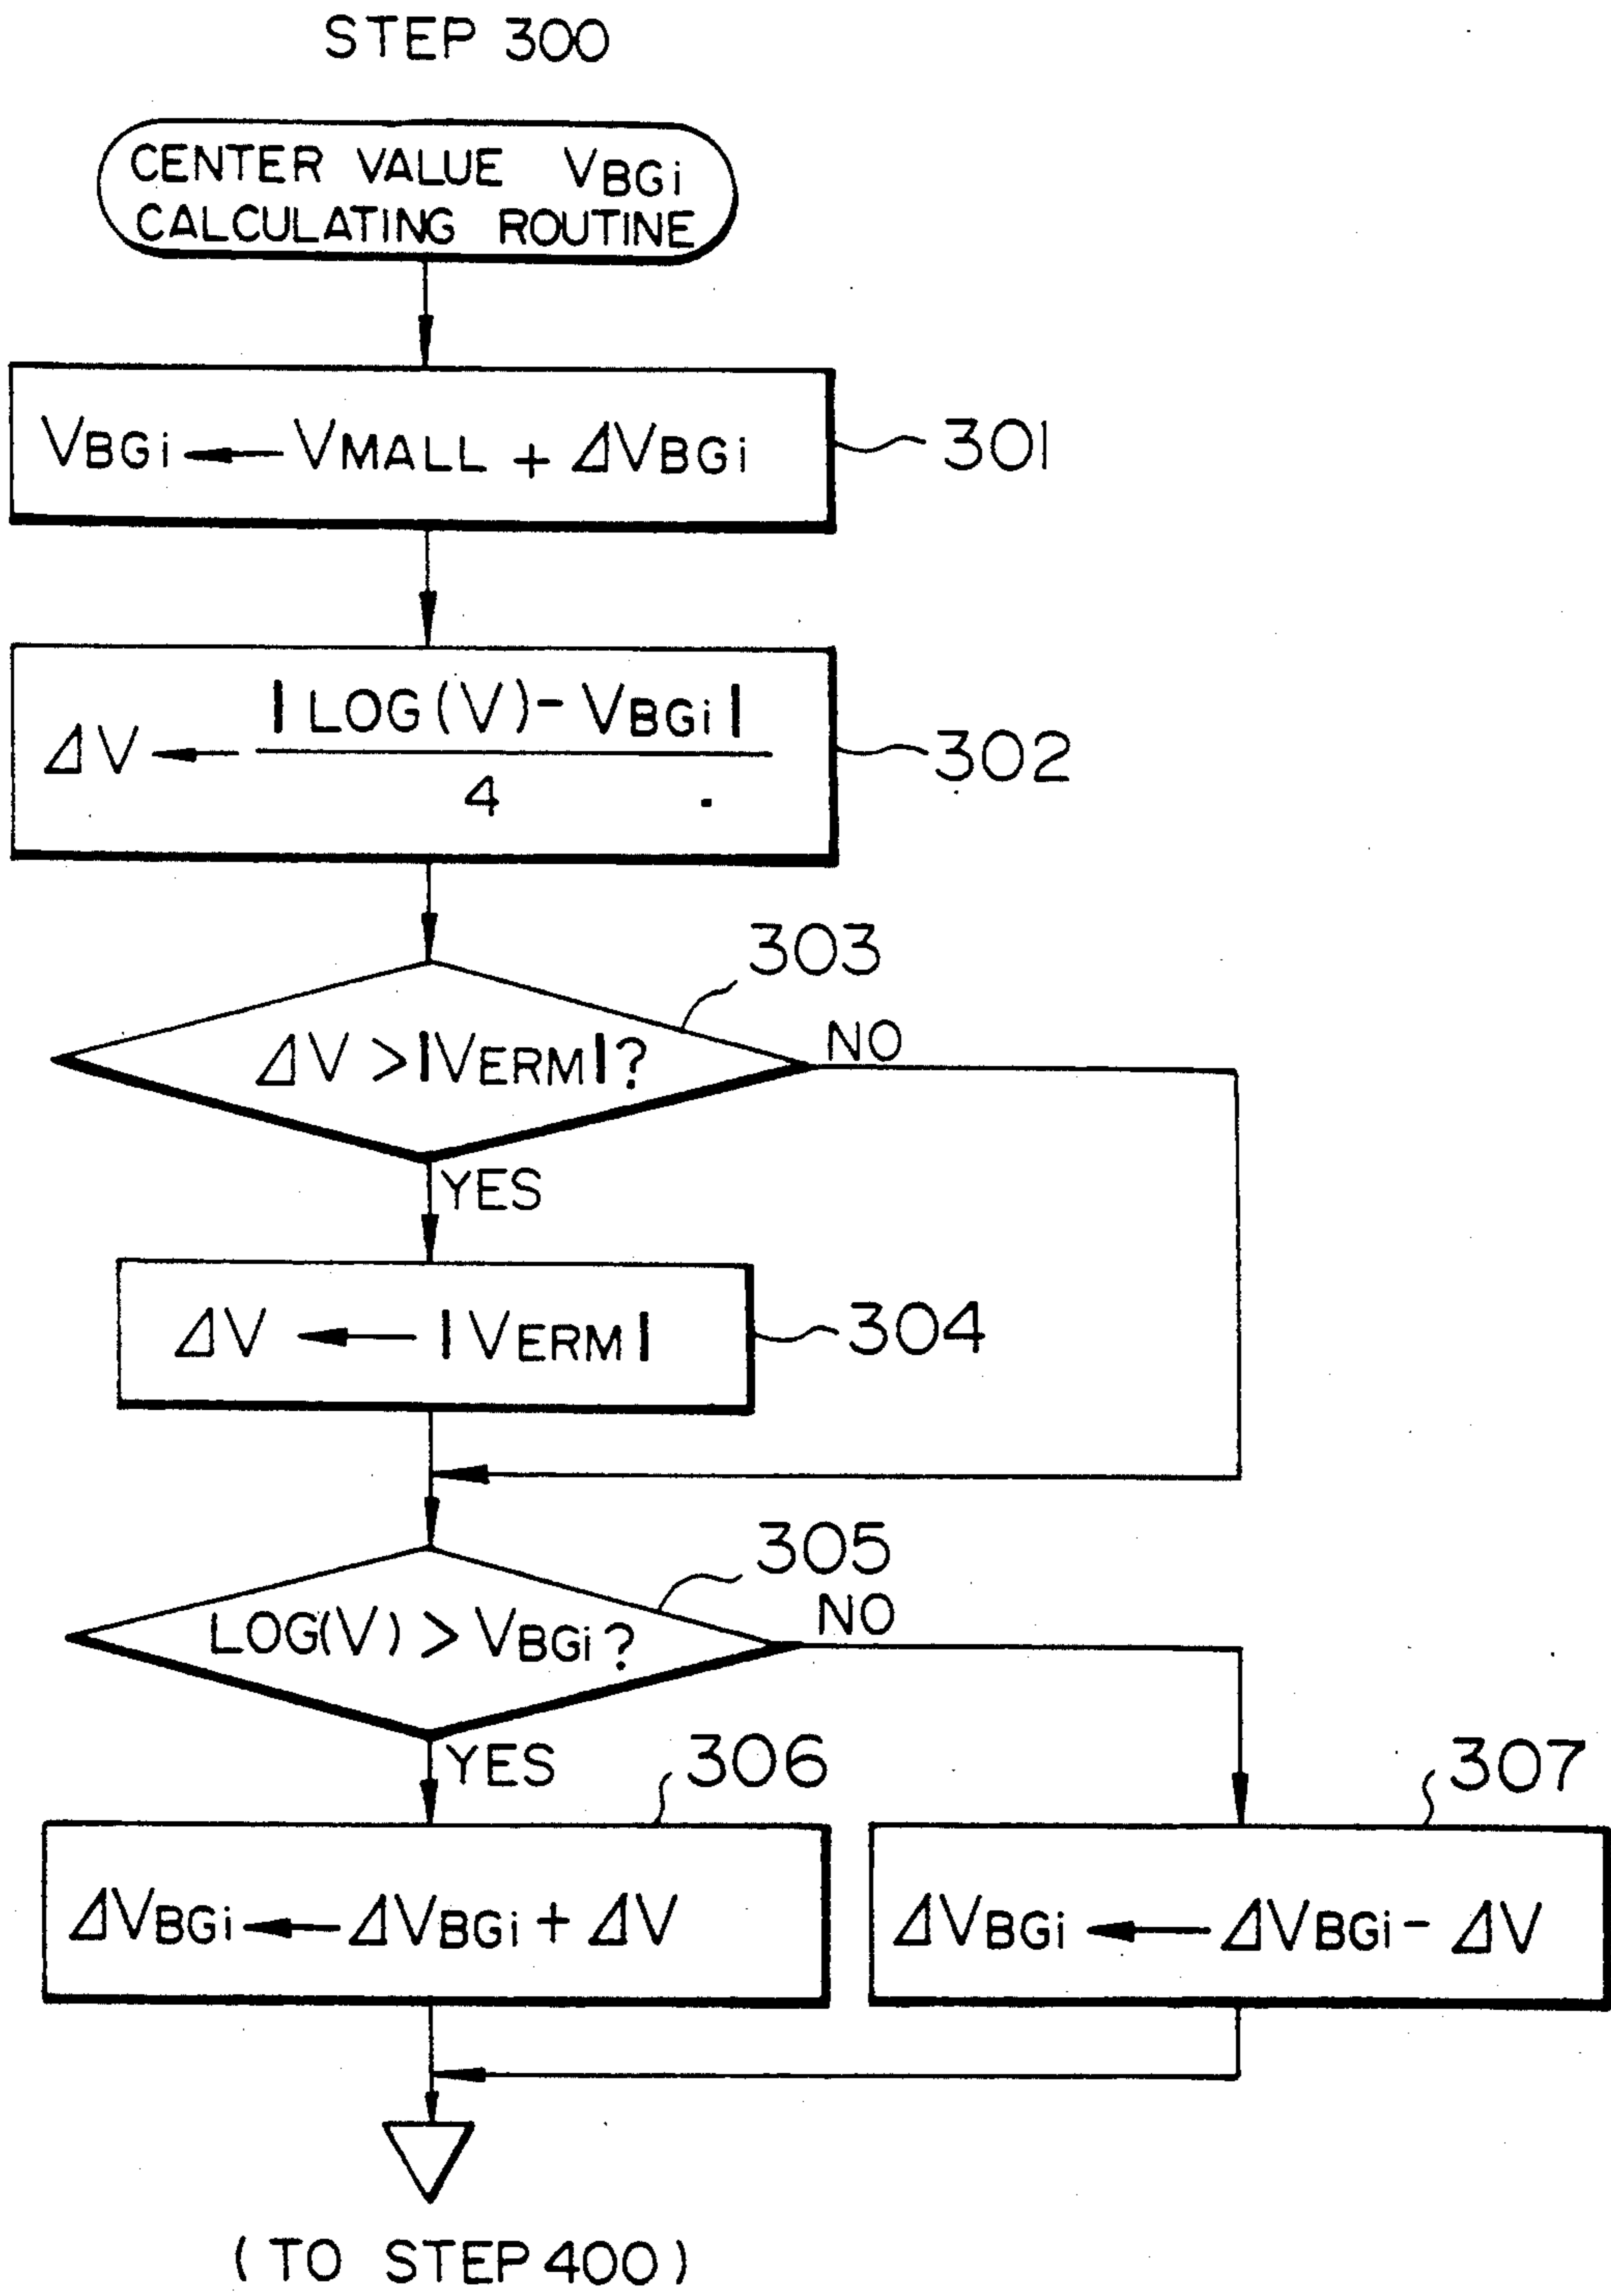 STEP 300
CENTER VALUE VBGi
CALCULATING ROUTINE
VBGi ← VMALL + ΔVBGi
301
| LOG(V) - VBGi |
ΔV ←
4
302
303
ΔV > |VERM|?
NO
YES
ΔV ← |VERM|
304
305
LOG(V) > VBGi?
NO
YES
306
307
ΔVBGi ← ΔVBGi + ΔV
ΔVBGi ← ΔVBGi - ΔV
(TO STEP 400)